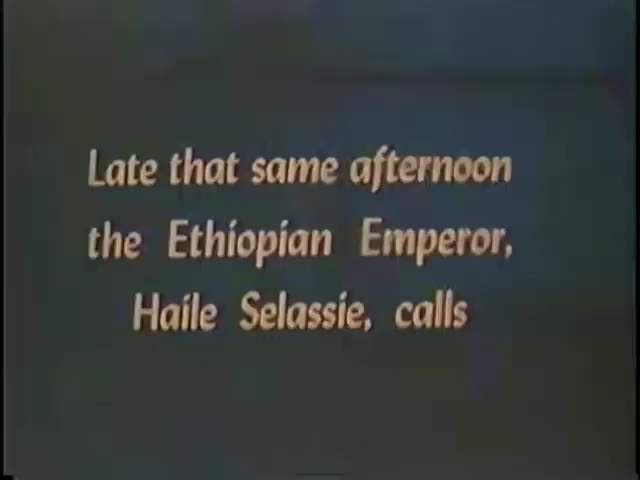 Late that same afternoon
the Ethiopian Emperor,
Haile Selassie, calls